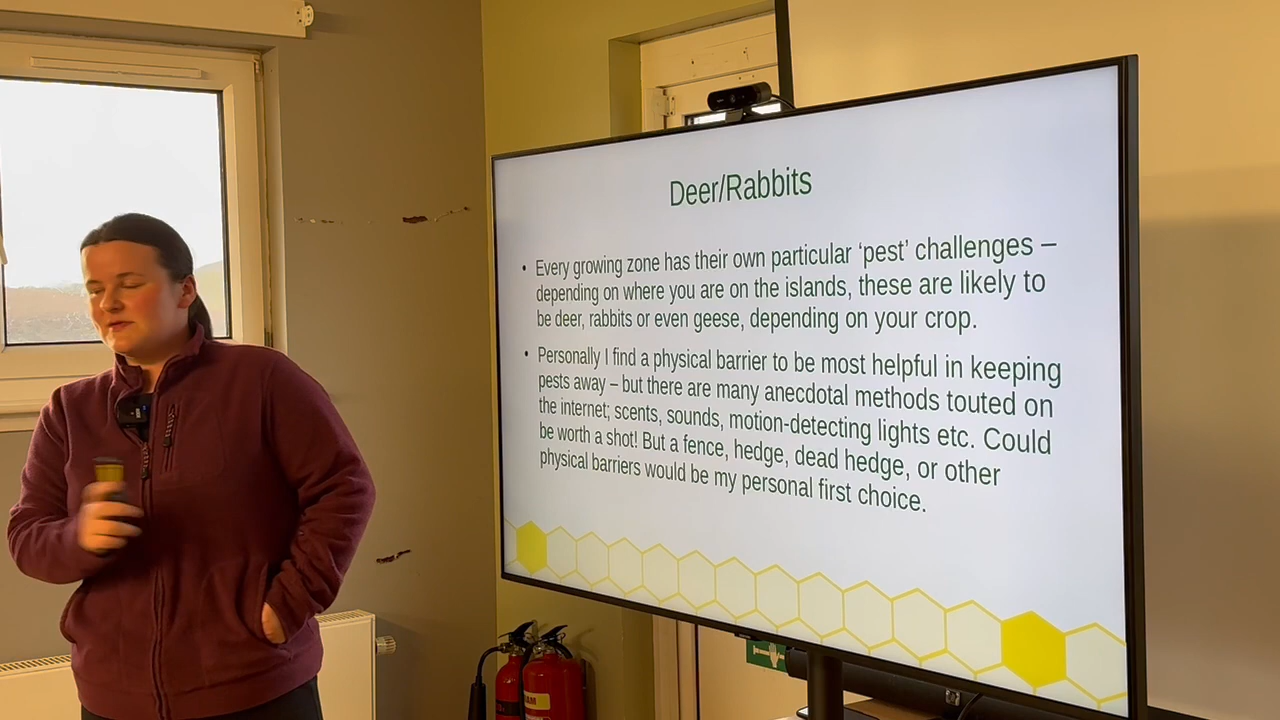 Deer/Rabbits
• Every growing zone has their own particular ‘pest’ challenges –
depending on where you are on the islands, these are likely to
be deer, rabbits or even geese, depending on your crop.
• Personally I find a physical barrier to be most helpful in keeping
pests away – but there are many anecdotal methods touted on
the internet; scents, sounds, motion-detecting lights etc. Could
be worth a shot! But a fence, hedge, dead hedge, or other
physical barriers would be my personal first choice.